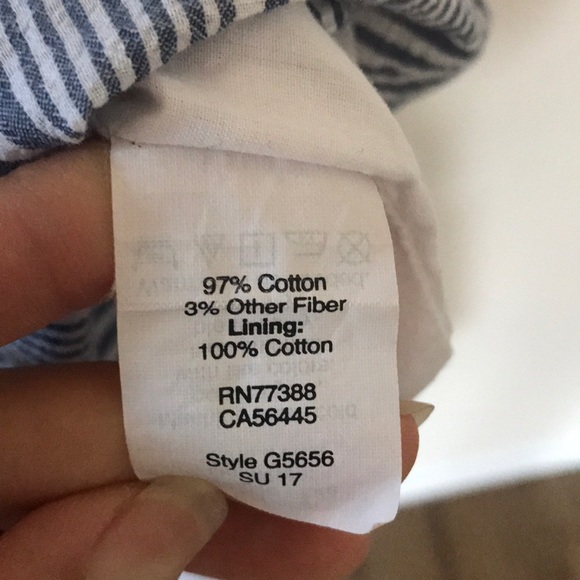 97% Cotton
3% Other Fiber
Lining:
100% Cotton
RN77388
CA56445
Style G5656
SU 17